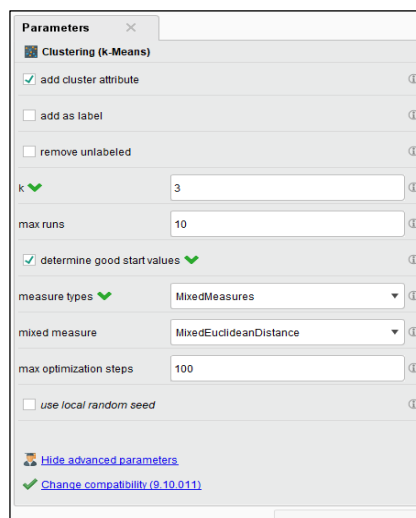 Parameters
Clustering (k-Means)
add cluster attribute
add as label
remove unlabeled
k 3
max runs 10
determine good start values
measure types MixedMeasures
mixed measure MixedEuclideanDistance
max optimization steps 100
use local random seed
Hide advanced parameters
Change compatibility (9.10.011)